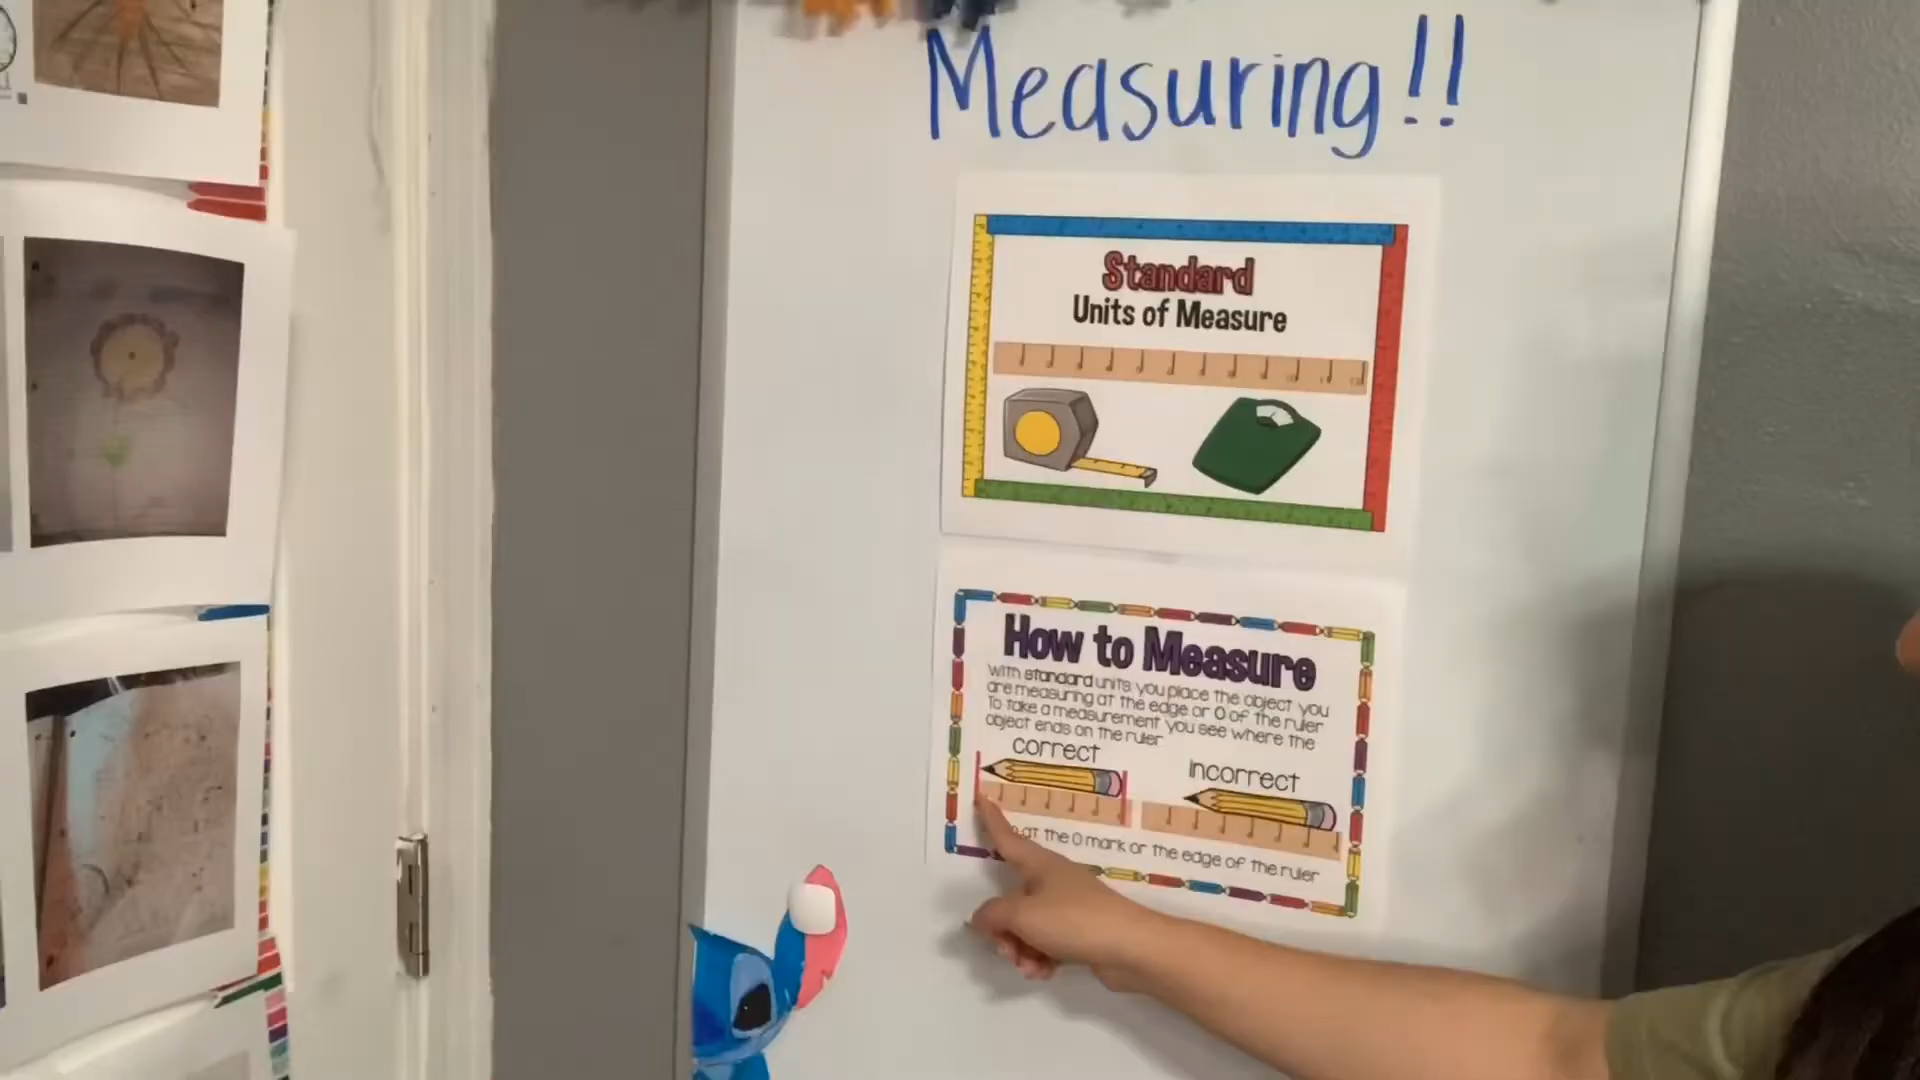 Measuring!!
Standard
Units of Measure
How to Measure
With standard units you place the object you
are measuring at the edge or 0 of the ruler
To take a measurement you see where the
object ends on the ruler.
correct
incorrect
at the 0 mark or the edge of the ruler